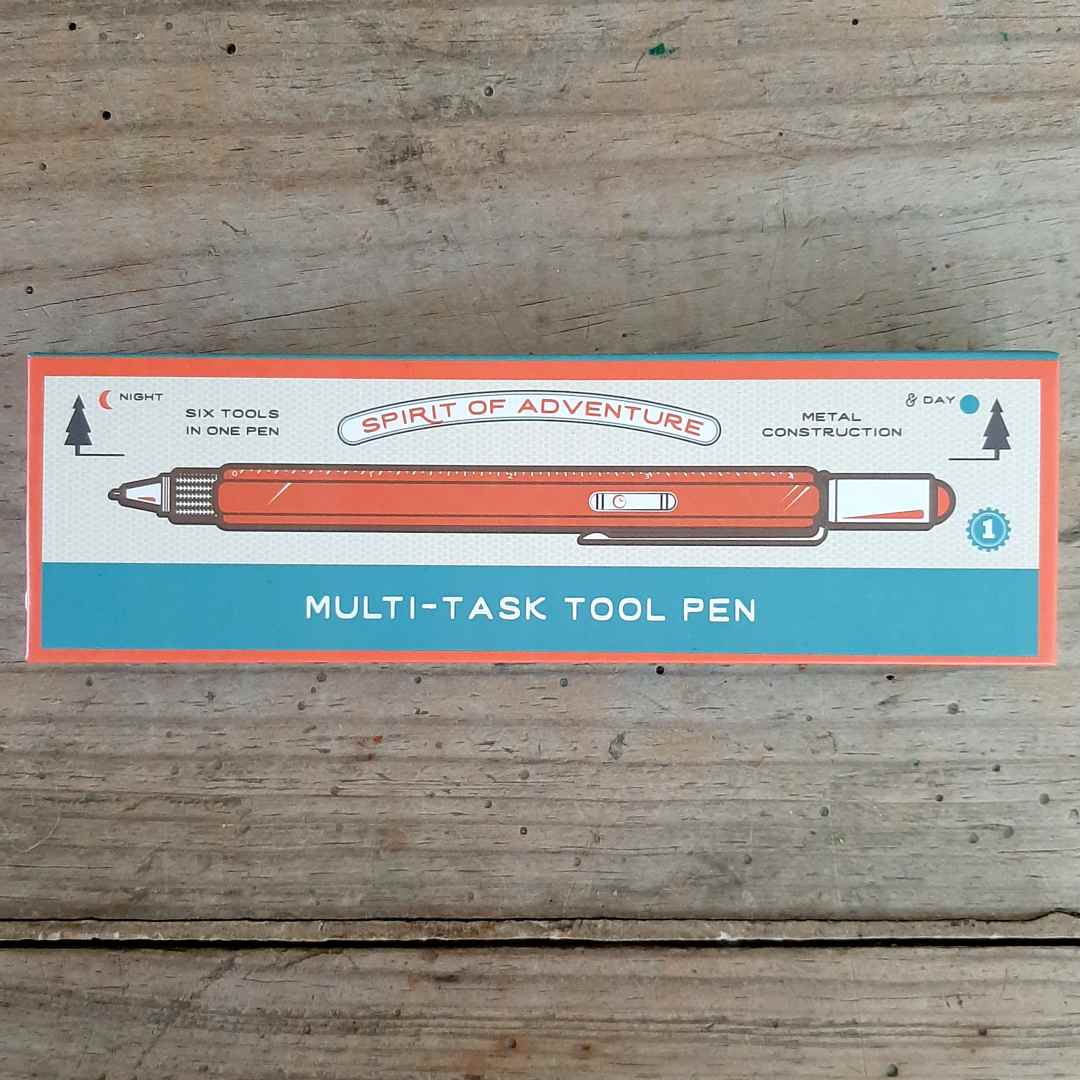 NIGHT
SIX TOOLS
IN ONE PEN
SPIRIT OF ADVENTURE
METAL
CONSTRUCTION
& DAY
1
MULTI-TASK TOOL PEN